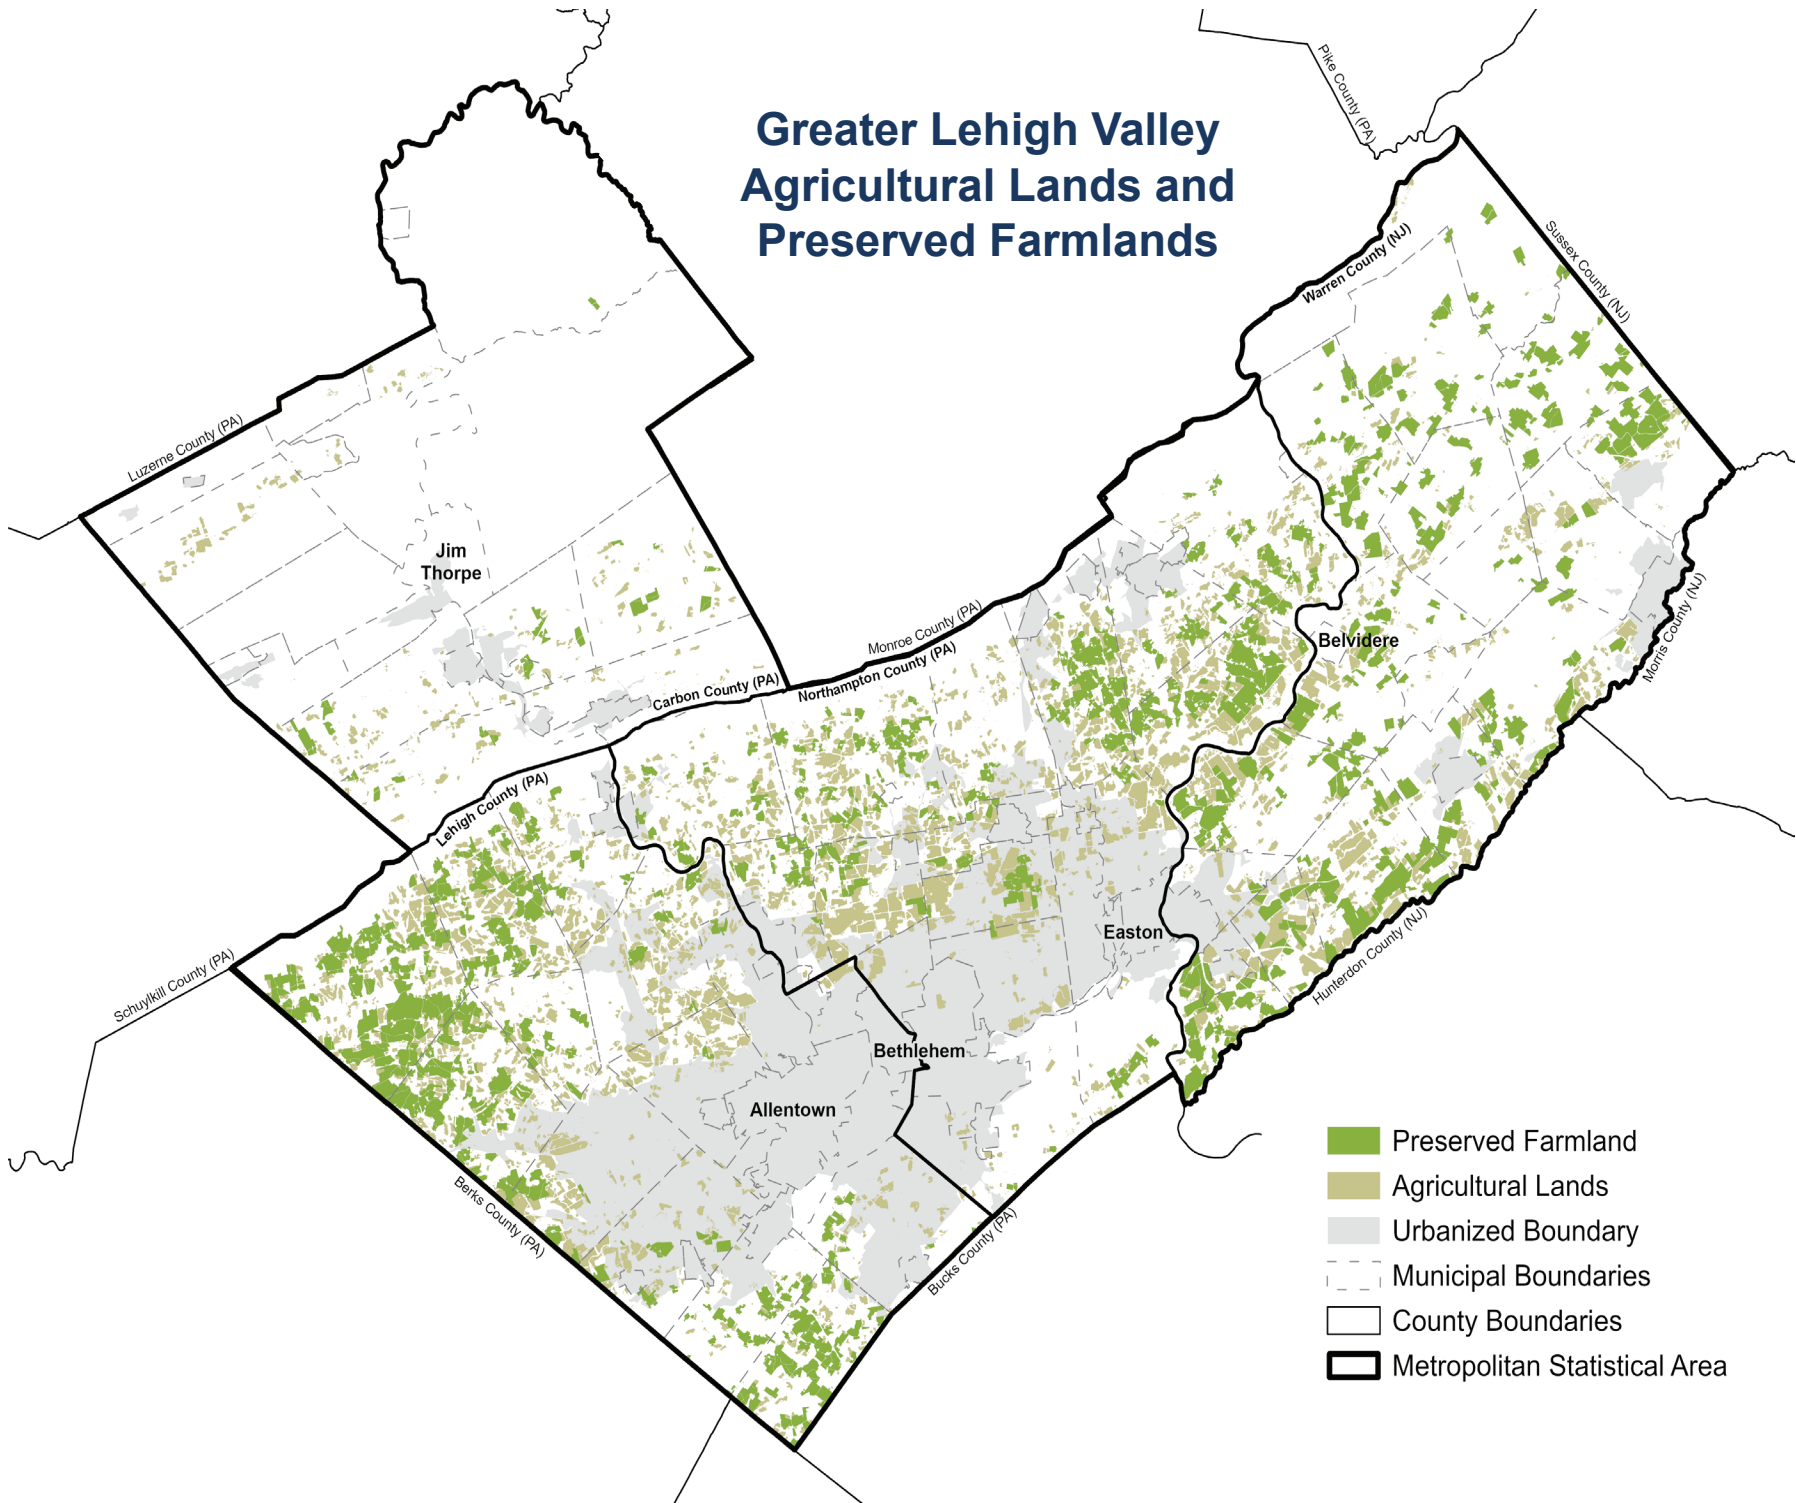 Greater Lehigh Valley
Agricultural Lands and
Preserved Farmlands
Pike County (PA)
Warren County (NJ)
Sussex County (NJ)
Luzerne County (PA)
Jim
Thorpe
Monroe County (PA)
Northampton County (PA)
Carbon County (PA)
Belvidere
Morris County (NJ)
Lehigh County (PA)
Easton
Hunterdon County (NJ)
Schuylkill County (PA)
Bethlehem
Allentown
Berks County (PA)
Bucks County (PA)
Preserved Farmland
Agricultural Lands
Urbanized Boundary
Municipal Boundaries
County Boundaries
Metropolitan Statistical Area